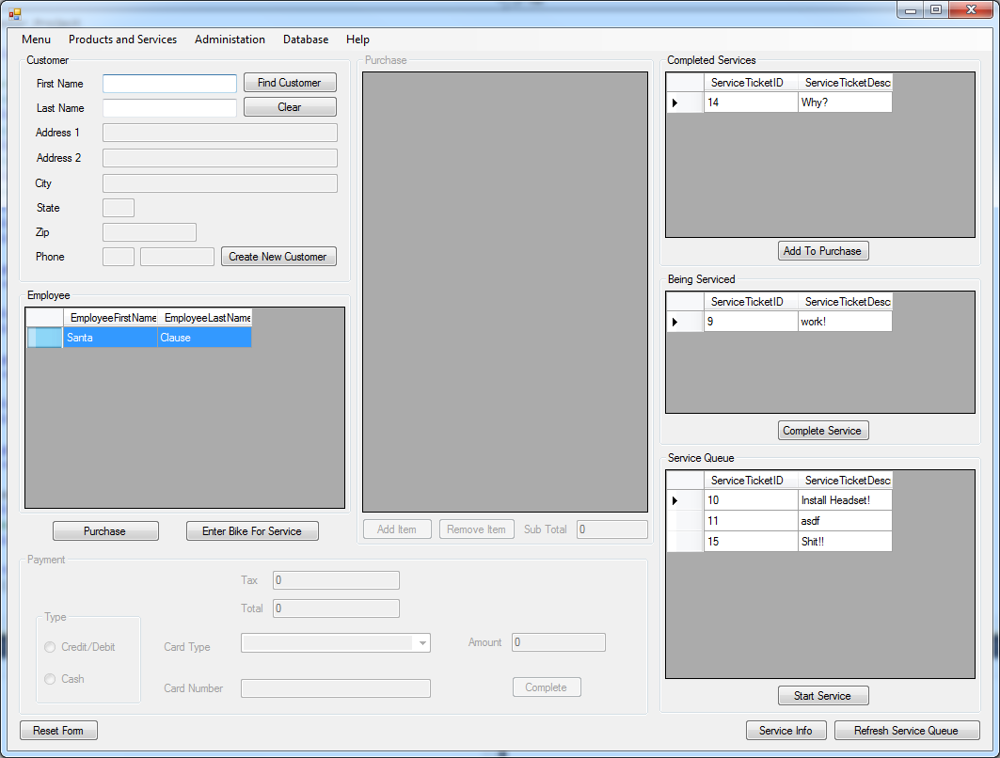 Menu Products and Services Administation Database Help
Customer
First Name Find Customer
Last Name Clear
Address 1
Address 2
City
State
Zip
Phone Create New Customer
Employee
EmployeeFirstName EmployeeLastName
Santa Clause
Purchase Enter Bike For Service
Purchase
Add Item Remove Item Sub Total 0
Payment
Tax 0
Total 0
Type
Credit/Debit
Cash
Card Type
Amount 0
Card Number
Complete
Reset Form
Completed Services
ServiceTicketID ServiceTicketDesc
14 Why?
Add To Purchase
Being Serviced
ServiceTicketID ServiceTicketDesc
9 work!
Complete Service
Service Queue
ServiceTicketID ServiceTicketDesc
10 Install Headset!
11 asdf
15 Shit!!
Start Service
Service Info Refresh Service Queue